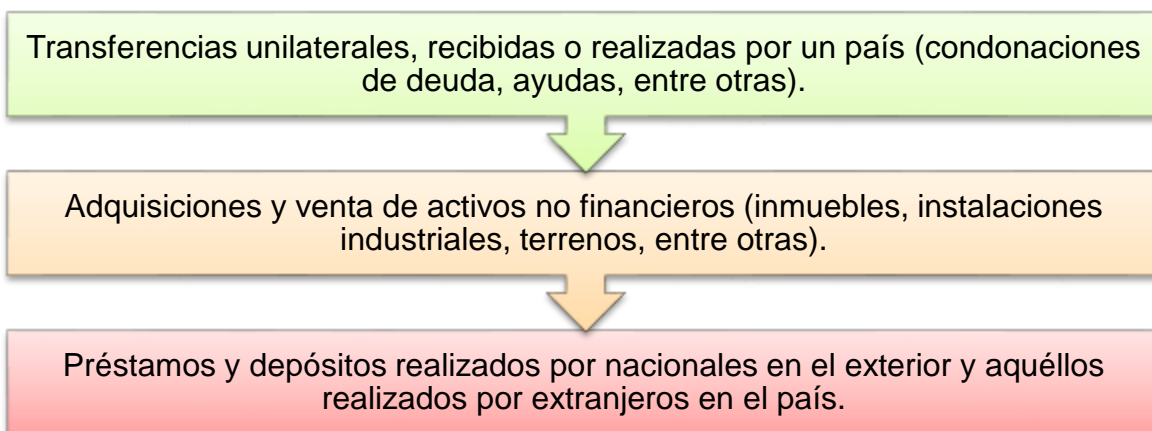 Transferencias unilaterales, recibidas o realizadas por un país (condonaciones
de deuda, ayudas, entre otras).
Adquisiciones y venta de activos no financieros (inmuebles, instalaciones
industriales, terrenos, entre otras).
Préstamos y depósitos realizados por nacionales en el exterior y aquéllos
realizados por extranjeros en el país.